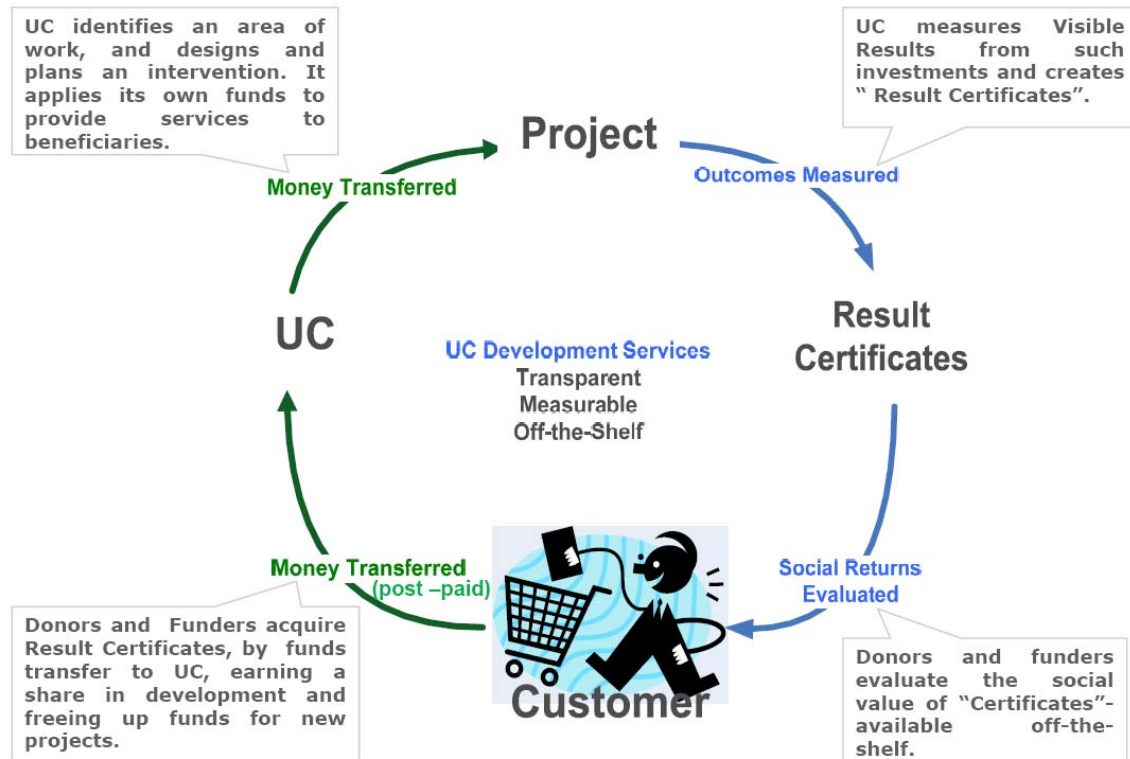 UC identifies an area of
work, and designs and
plans an intervention. It
applies its own funds to
provide services to
beneficiaries.
UC measures Visible
Results from such
investments and creates
“ Result Certificates”.
Project
Money Transferred
Outcomes Measured
UC
Result
Certificates
UC Development Services
Transparent
Measurable
Off-the-Shelf
Money Transferred
(post –paid)
Social Returns
Evaluated
Customer
Donors and Funders acquire
Result Certificates, by funds
transfer to UC, earning a
share in development and
freeing up funds for new
projects.
Donors and funders
evaluate the social
value of “Certificates”-
available off-the-
shelf.